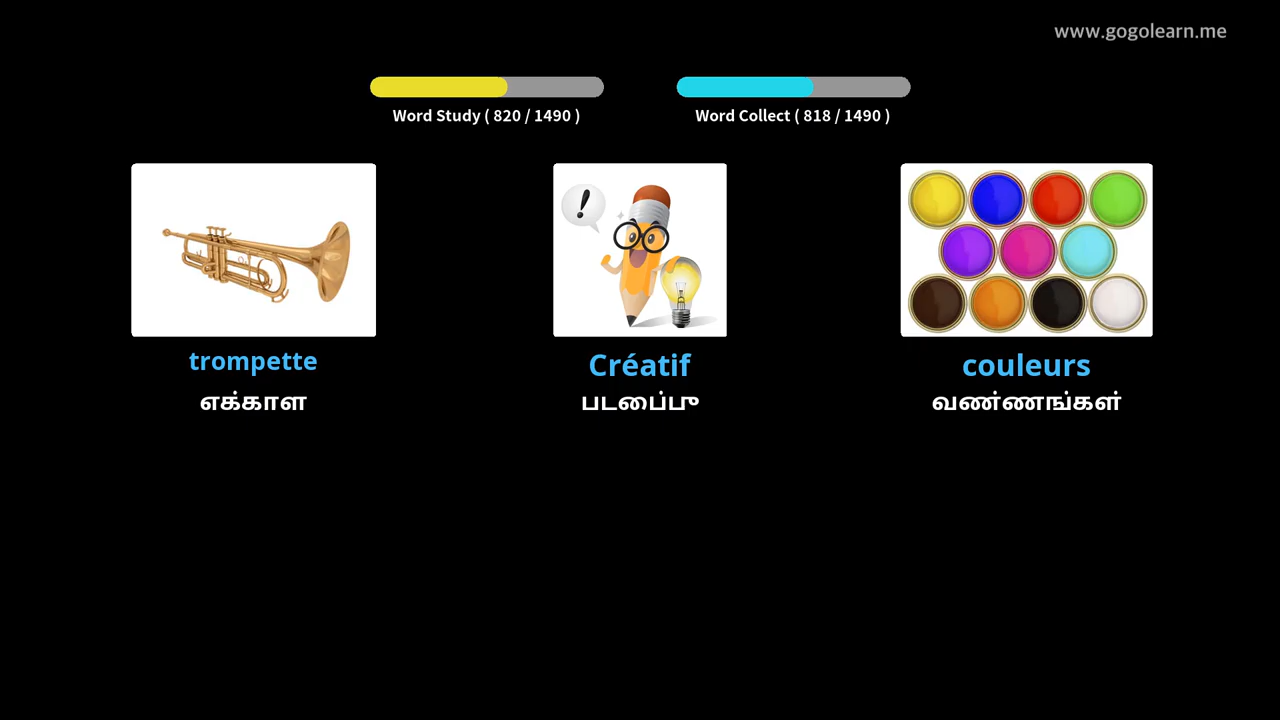 www.gogolearn.me
Word Study ( 820 / 1490 )
Word Collect ( 818 / 1490 )
trompette
Créatif
couleurs
எக்காள
படைப்பு
வண்ணங்கள்